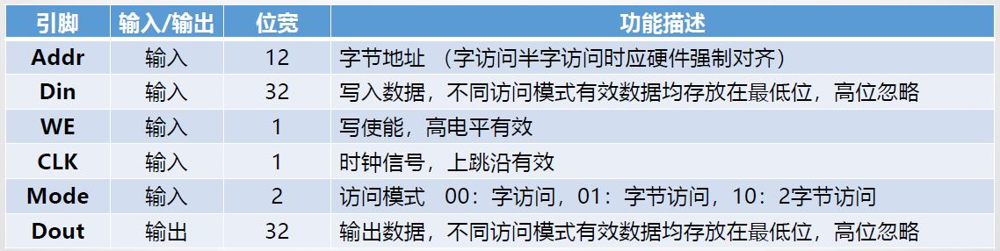 引脚 输入/输出 位宽 功能描述
Addr 输入 12 字节地址 （字访问半字访问时应硬件强制对齐）
Din 输入 32 写入数据，不同访问模式有效数据均存放在最低位，高位忽略
WE 输入 1 写使能，高电平有效
CLK 输入 1 时钟信号，上跳沿有效
Mode 输入 2 访问模式 00：字访问，01：字节访问，10：2字节访问
Dout 输出 32 输出数据，不同访问模式有效数据均存放在最低位，高位忽略